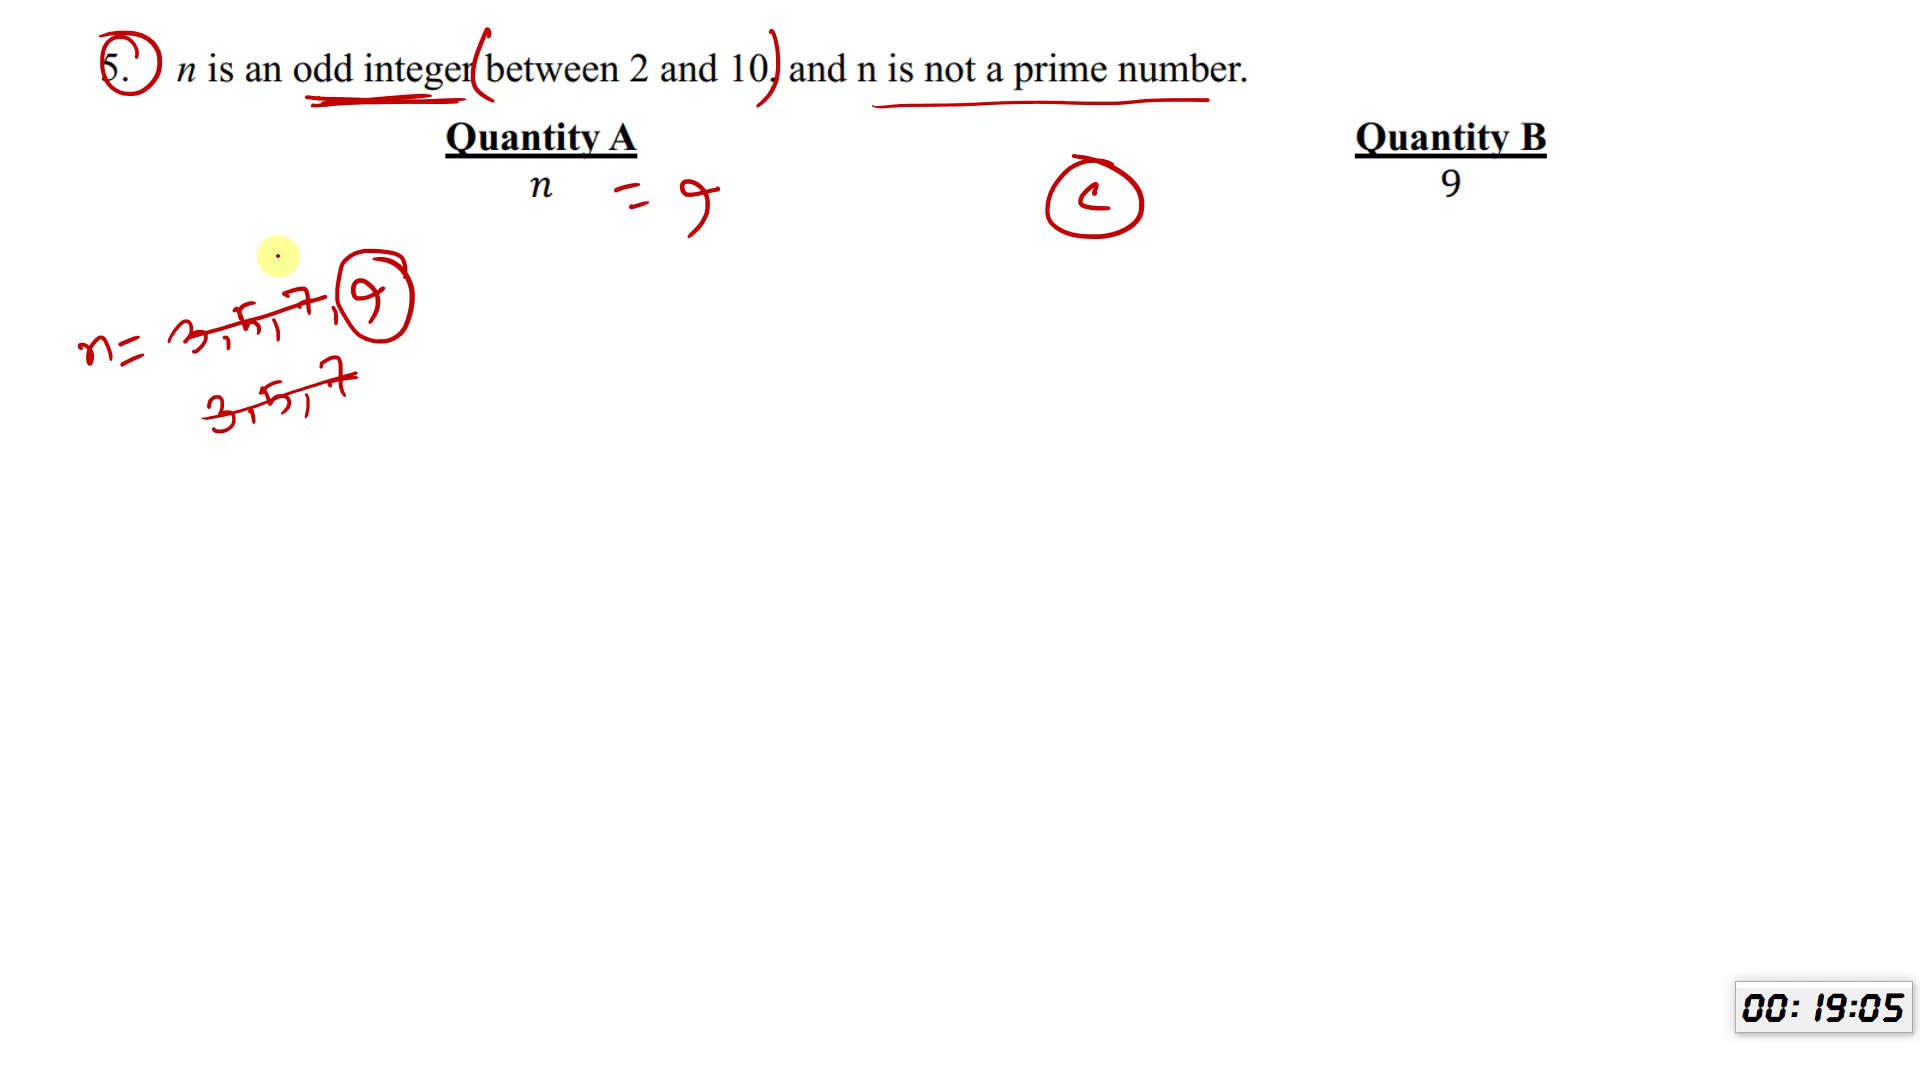 5. n is an odd integer (between 2 and 10, ) and n is not a prime number.
Quantity A Quantity B
n = 9 C 9
n = 3, 5, 7, 9
3, 5, 7
00:19:05